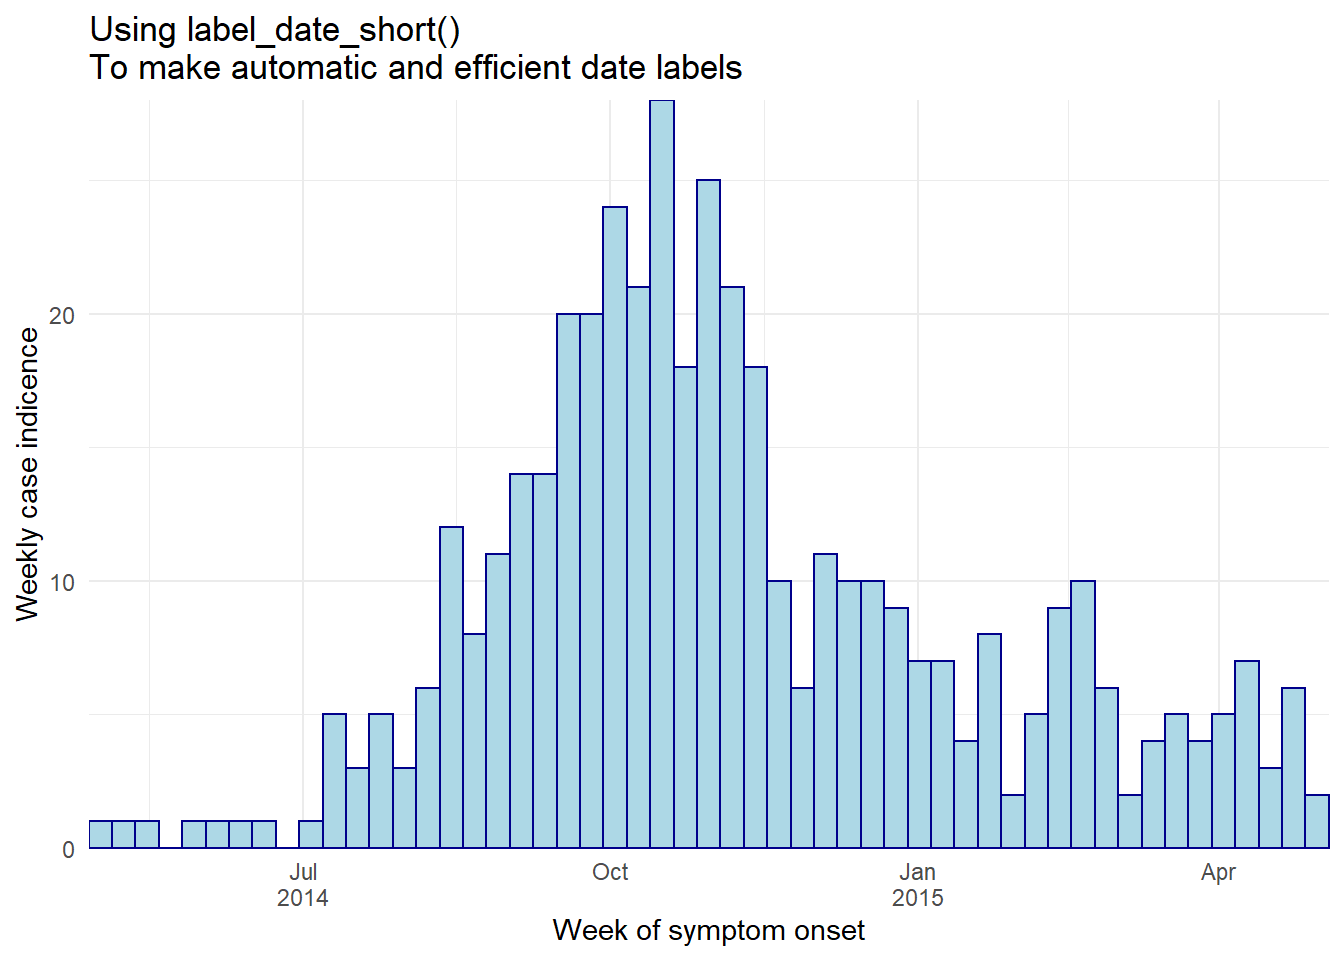 Using label_date_short()
To make automatic and efficient date labels
Weekly case indicence
20
10
0
Jul
2014
Oct
Jan
2015
Apr
Week of symptom onset